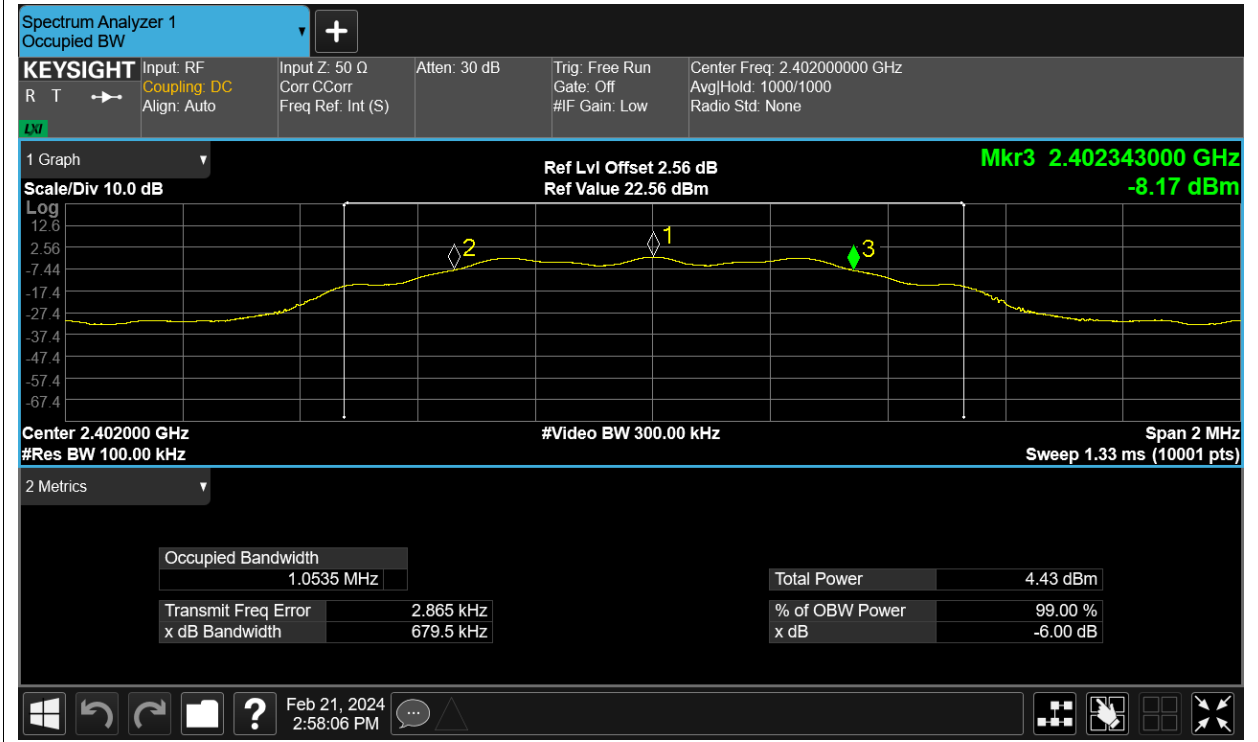 Spectrum Analyzer 1
Occupied BW
KEYSIGHT
R T
LXI
Input: RF
Coupling: DC
Align: Auto
Input Z: 50 Ω
Corr CCorr
Freq Ref: Int (S)
Atten: 30 dB
Trig: Free Run
Gate: Off
#IF Gain: Low
Center Freq: 2.402000000 GHz
Avg|Hold: 1000/1000
Radio Std: None
1 Graph
Scale/Div 10.0 dB
Ref Lvl Offset 2.56 dB
Ref Value 22.56 dBm
Mkr3 2.402343000 GHz
-8.17 dBm
Log
12.6
2.56
-7.44
-17.4
-27.4
-37.4
-47.4
-57.4
-67.4
2
1
3
Center 2.402000 GHz
#Res BW 100.00 kHz
#Video BW 300.00 kHz
Span 2 MHz
Sweep 1.33 ms (10001 pts)
2 Metrics
Occupied Bandwidth
1.0535 MHz
Transmit Freq Error 2.865 kHz
x dB Bandwidth 679.5 kHz
Total Power 4.43 dBm
% of OBW Power 99.00 %
x dB -6.00 dB
?
Feb 21, 2024
2:58:06 PM